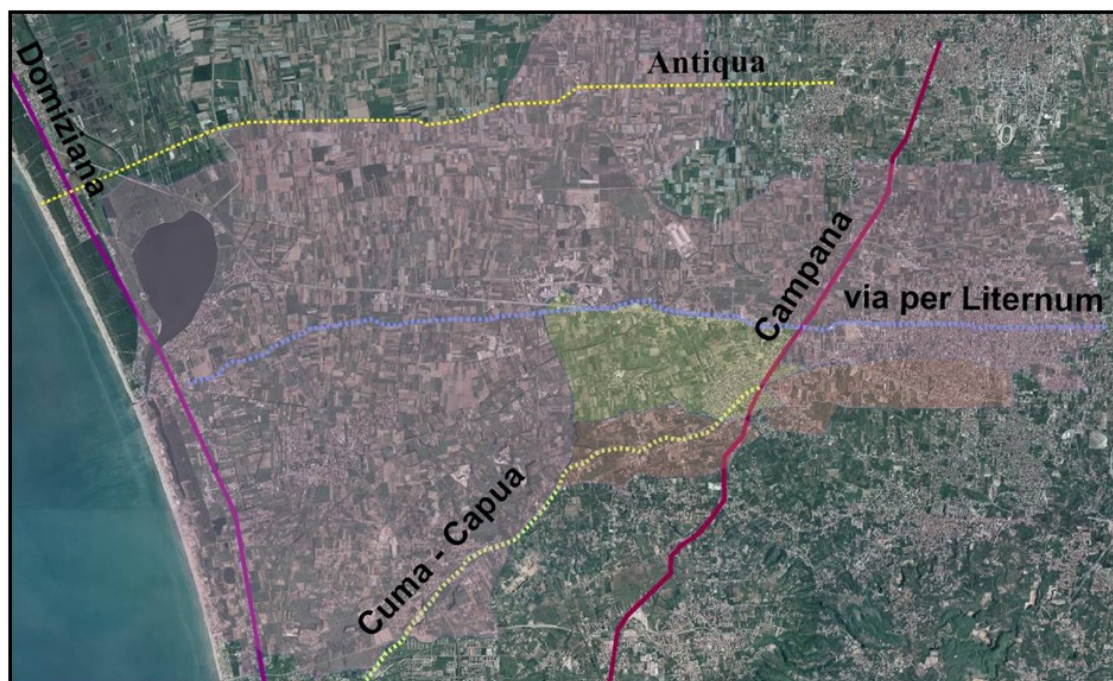 Domiziana
Antiqua
Campana
via per Liternum
Cuma - Capua